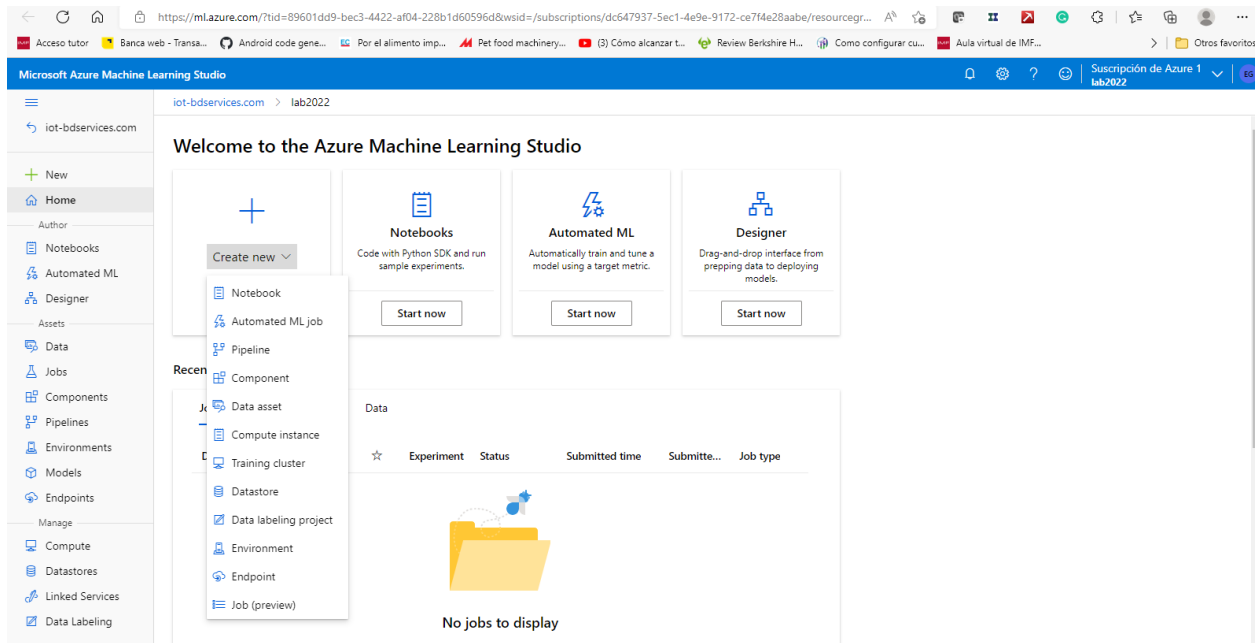 https://ml.azure.com/?tid=89601dd9-bec3-4422-af04-228b1d60596d&wsid=/subscriptions/dc647937-5ec1-4e9e-9172-ce7f4e28aabe/resourcegr...
Acceso tutor
Banca web - Transa...
Android code gene...
Por el alimento imp...
Pet food machinery...
(3) Cómo alcanzar t...
Review Berkshire H...
Como configurar cu...
Aula virtual de IMF...
Otros favoritos
Microsoft Azure Machine Learning Studio
Suscripción de Azure 1
lab2022
EG
iot-bdservices.com
New
Home
Author
Notebooks
Automated ML
Designer
Assets
Data
Jobs
Components
Pipelines
Environments
Models
Endpoints
Manage
Compute
Datastores
Linked Services
Data Labeling
iot-bdservices.com > lab2022
Welcome to the Azure Machine Learning Studio
Create new
Notebook
Automated ML job
Pipeline
Component
Data asset
Compute instance
Training cluster
Datastore
Data labeling project
Environment
Endpoint
Job (preview)
Notebooks
Code with Python SDK and run
sample experiments.
Start now
Automated ML
Automatically train and tune a
model using a target metric.
Start now
Designer
Drag-and-drop interface from
prepping data to deploying
models.
Start now
Recen
Data
Experiment
Status
Submitted time
Submitte...
Job type
No jobs to display